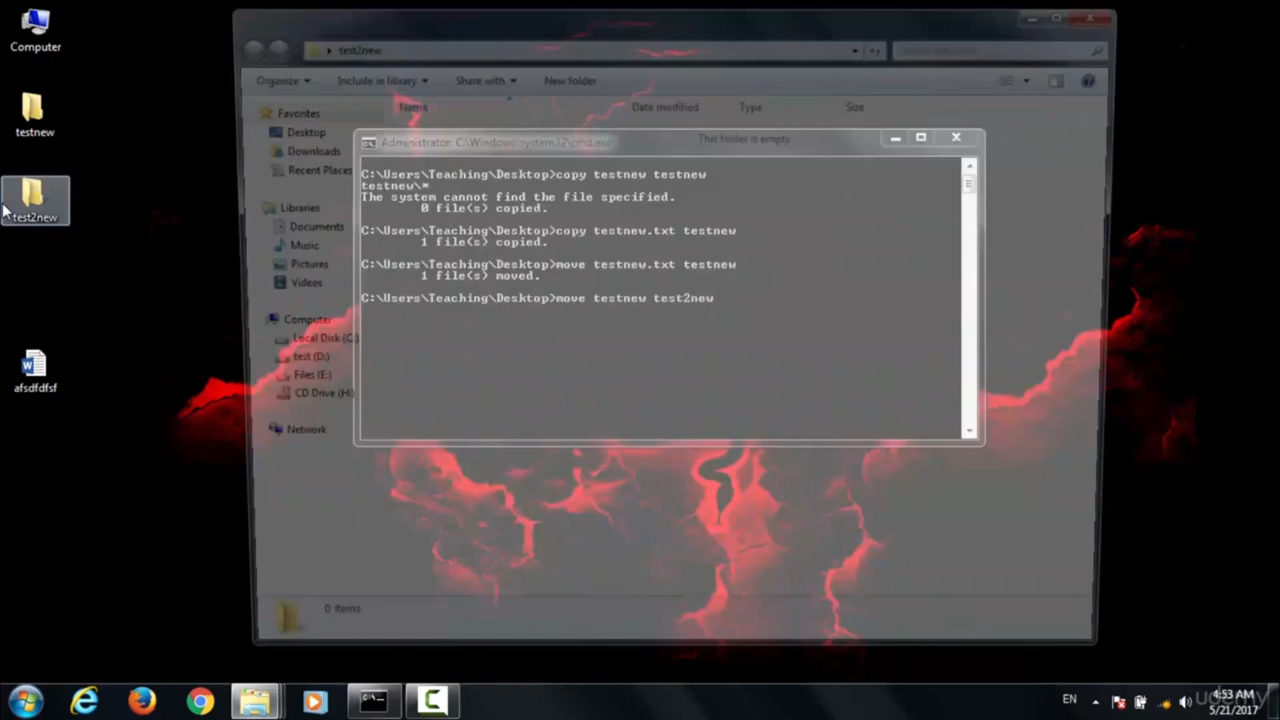 Computer
testnew
test2new
afsdfdfsf
test2new
Organize
Include in library
Share with
New folder
Name
Date modified
Type
Size
This folder is empty.
Favorites
Desktop
Downloads
Recent Places
Libraries
Documents
Music
Pictures
Videos
Computer
Local Disk (C:
test (D:)
Files (E:)
CD Drive (H:)
Network
0 items
Administrator: C:\Windows\system32\cmd.exe
C:\Users\Teaching\Desktop>copy testnew testnew
testnew\*
The system cannot find the file specified.
0 file(s) copied.
C:\Users\Teaching\Desktop>copy testnew.txt testnew
1 file(s) copied.
C:\Users\Teaching\Desktop>move testnew.txt testnew
1 file(s) moved.
C:\Users\Teaching\Desktop>move testnew test2new
EN
4:53 AM
5/21/2017
udemy